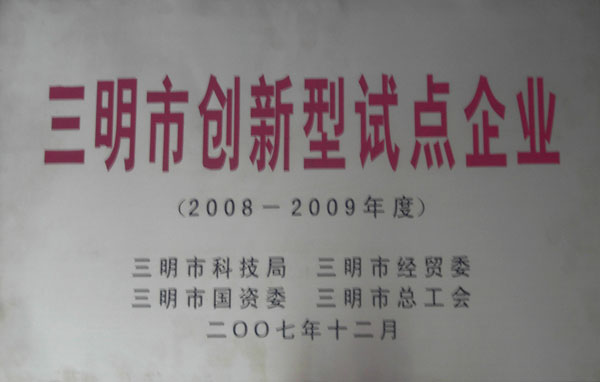 三明市创新型试点企业
（2008－2009年度）
三明市科技局 三明市经贸委
三明市国资委 三明市总工会
二〇〇七年十二月